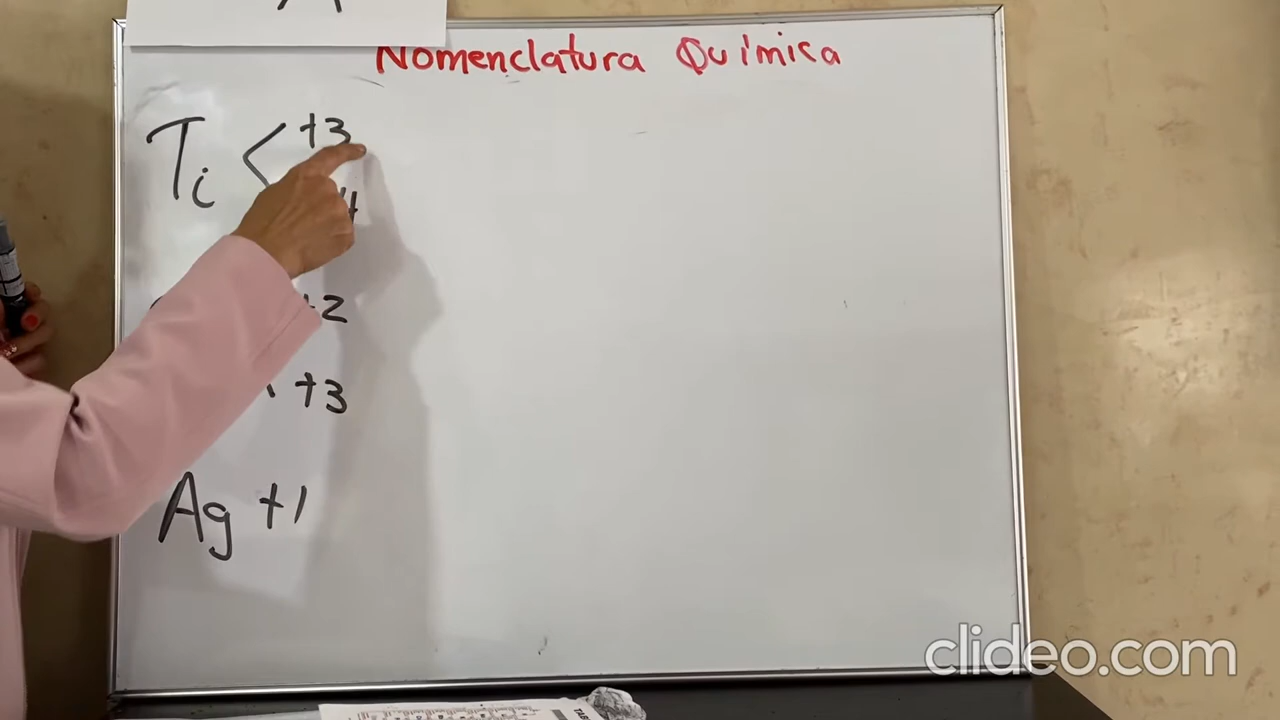 Nomenclatura Química
Ti < +3
4
+2
+3
Ag +1
clideo.com